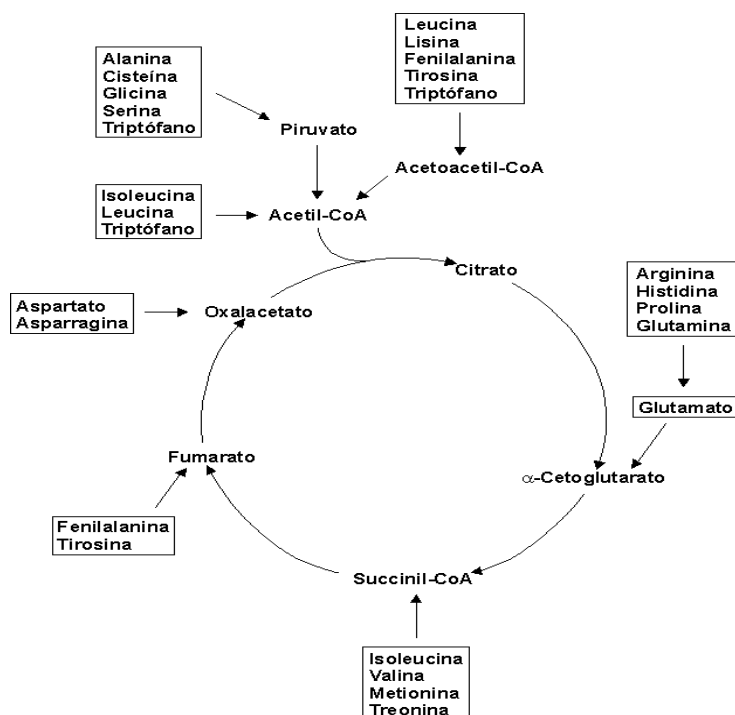 Leucina
Lisina
Fenilalanina
Tirosina
Triptófano
Alanina
Cisteína
Glicina
Serina
Triptófano
Piruvato
Acetoacetil-CoA
Isoleucina
Leucina
Triptófano
Acetil-CoA
Citrato
Arginina
Histidina
Prolina
Glutamina
Aspartato
Asparragina
Oxalacetato
Glutamato
Fumarato
α-Cetoglutarato
Fenilalanina
Tirosina
Succinil-CoA
Isoleucina
Valina
Metionina
Treonina